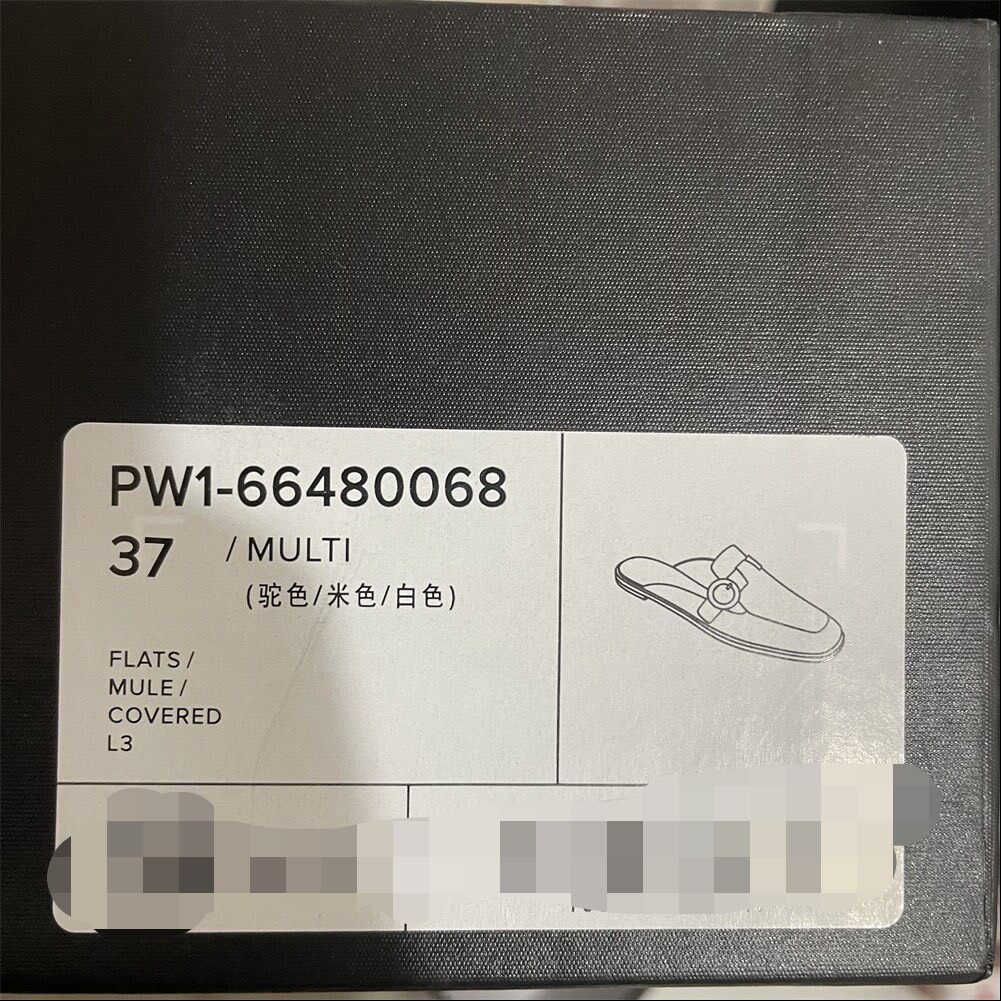 PW1-66480068
37 / MULTI
(驼色/米色/白色)
FLATS /
MULE /
COVERED
L3